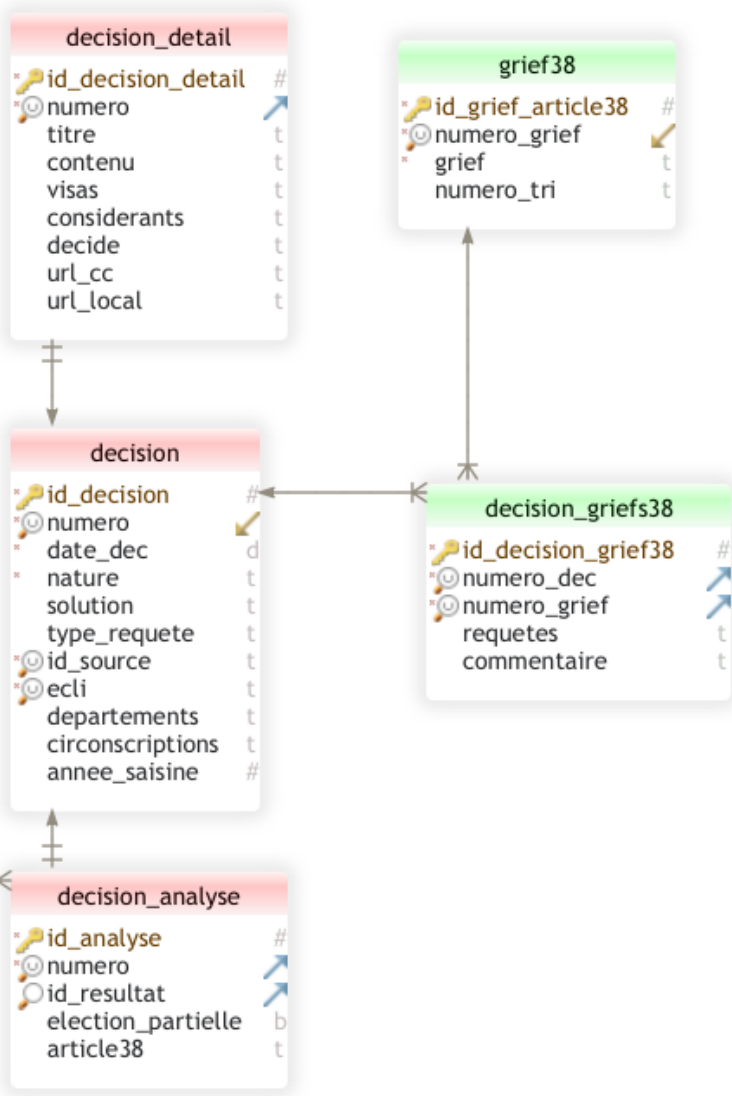 decision_detail
id_decision_detail #
numero
titre t
contenu t
visas t
considerants t
decide t
url_cc t
url_local t
grief38
id_grief_article38 #
numero_grief
grief t
numero_tri t
decision
id_decision #
numero
date_dec d
nature t
solution t
type_requete t
id_source t
ecli t
departements t
circonscriptions t
annee_saisine #
decision_griefs38
id_decision_grief38 #
numero_dec
numero_grief
requetes t
commentaire t
decision_analyse
id_analyse #
numero
id_resultat
election_partielle b
article38 t